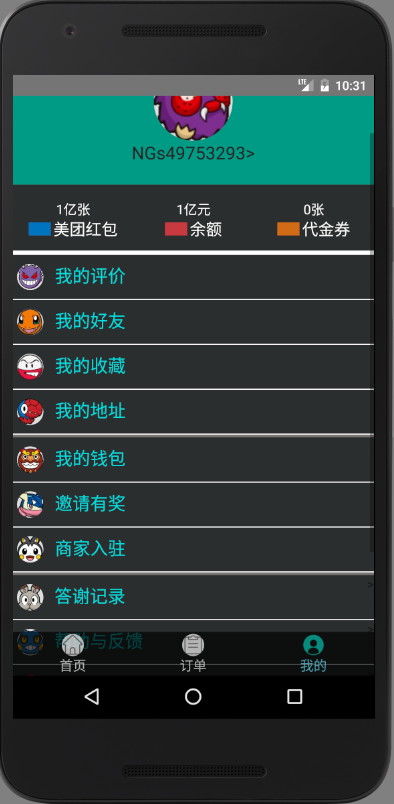 LTE 10:31
NGs49753293>
1亿张 1亿元 0张
美团红包 余额 代金券
我的评价
我的好友
我的收藏
我的地址
我的钱包
邀请有奖
商家入驻
>
答谢记录
帮助与反馈 >
首页 订单 我的